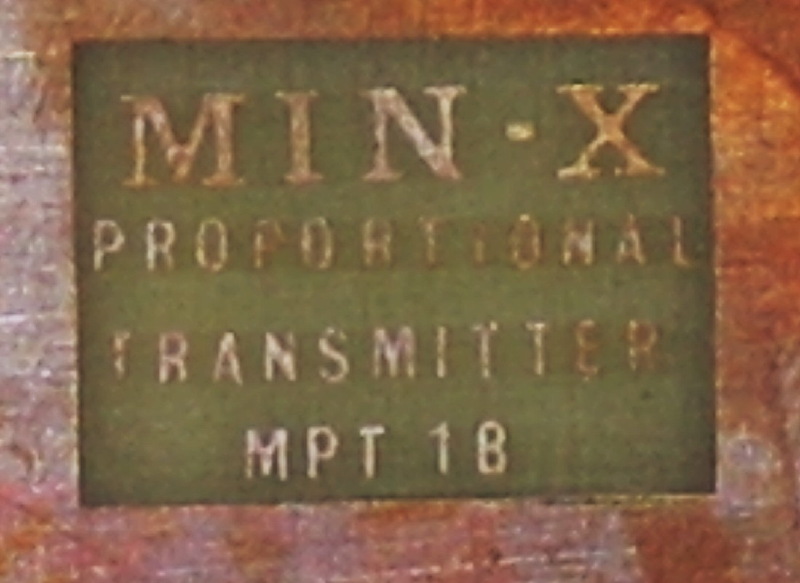 MIN-X
PROPORTIONAL
TRANSMITTER
MPT 1B